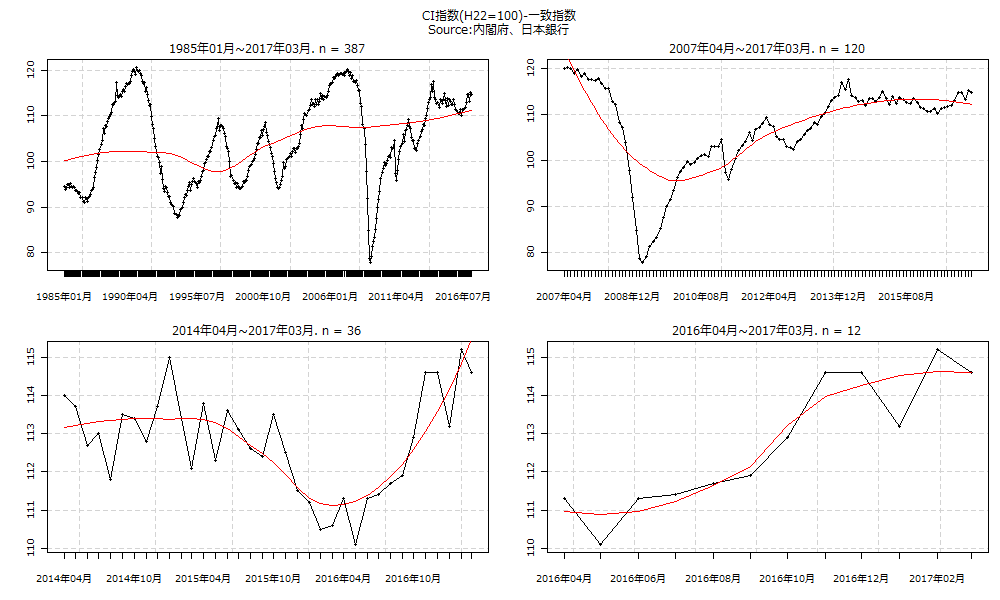 CI指数(H22=100)-一致指数
Source:内閣府、日本銀行
1985年01月~2017年03月. n = 387
120
110
100
90
80
1985年01月 1990年04月 1995年07月 2000年10月 2006年01月 2011年04月 2016年07月
2007年04月~2017年03月. n = 120
120
110
100
90
80
2007年04月 2008年12月 2010年08月 2012年04月 2013年12月 2015年08月
2014年04月~2017年03月. n = 36
115
114
113
112
111
110
2014年04月 2014年10月 2015年04月 2015年10月 2016年04月 2016年10月
2016年04月~2017年03月. n = 12
115
114
113
112
111
110
2016年04月 2016年06月 2016年08月 2016年10月 2016年12月 2017年02月